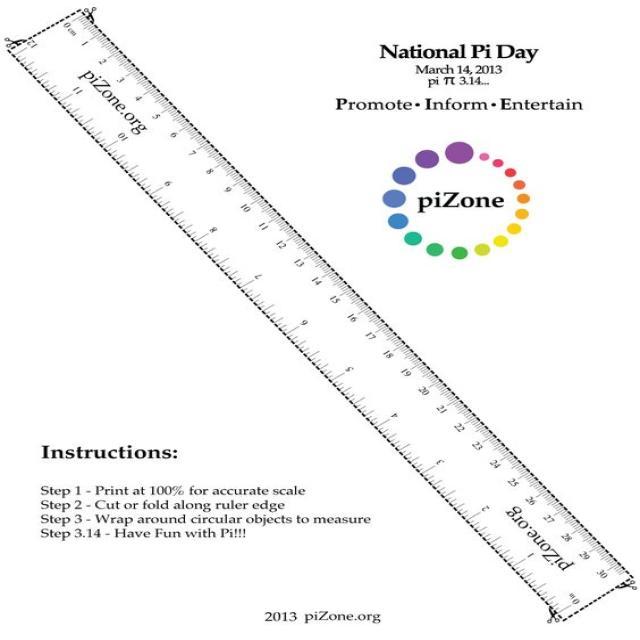 National Pi Day
March 14, 2013
pi π 3.14...
Promote • Inform • Entertain
piZone
0 cm
1
2
3
4
5
6
7
8
9
10
11
12
13
14
15
16
17
18
19
20
21
22
23
24
25
26
27
28
29
30
piZone.org
12
11
10
9
8
7
6
5
4
3
2
1
0 in
piZone.org
Instructions:
Step 1 - Print at 100% for accurate scale
Step 2 - Cut or fold along ruler edge
Step 3 - Wrap around circular objects to measure
Step 3.14 - Have Fun with Pi!!!
2013 piZone.org